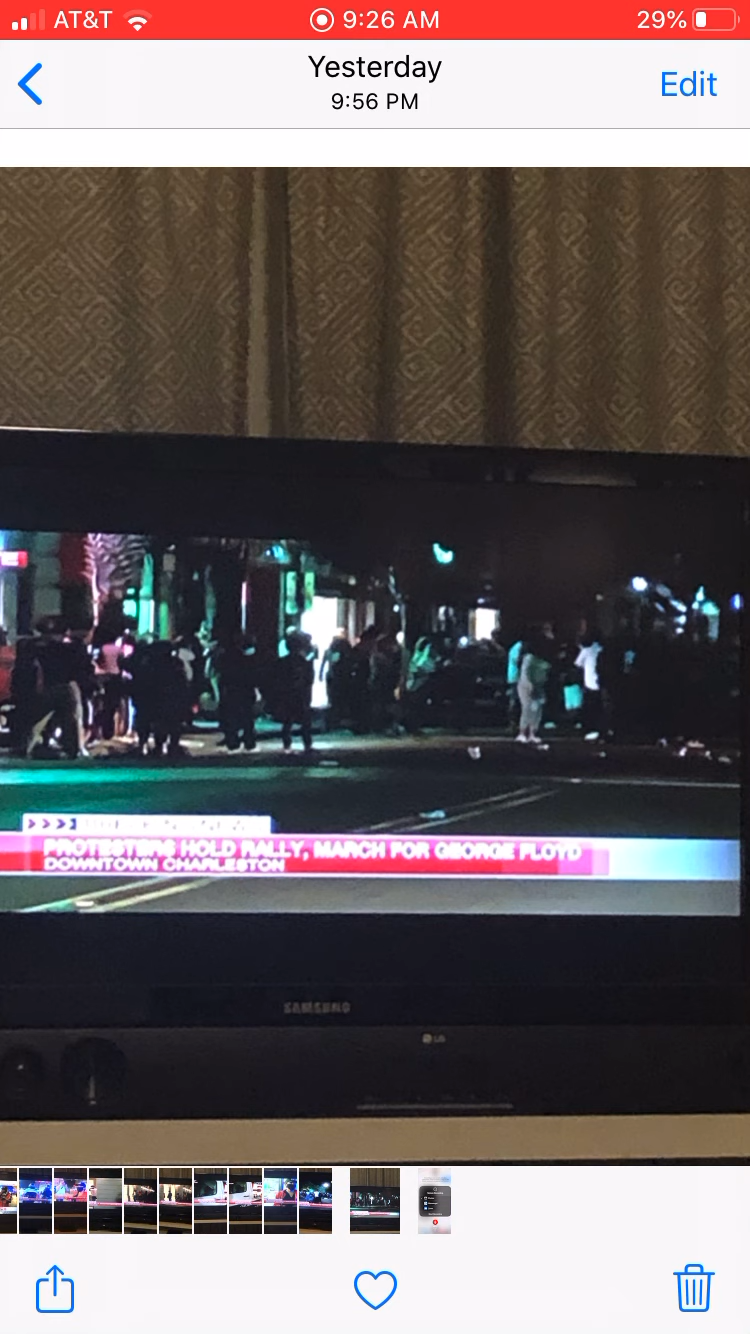 AT&T 9:26 AM 29%
Yesterday
9:56 PM
Edit
PROTESTERS HOLD RALLY, MARCH FOR GEORGE FLOYD
DOWNTOWN CHARLESTON
SAMSUNG
LG